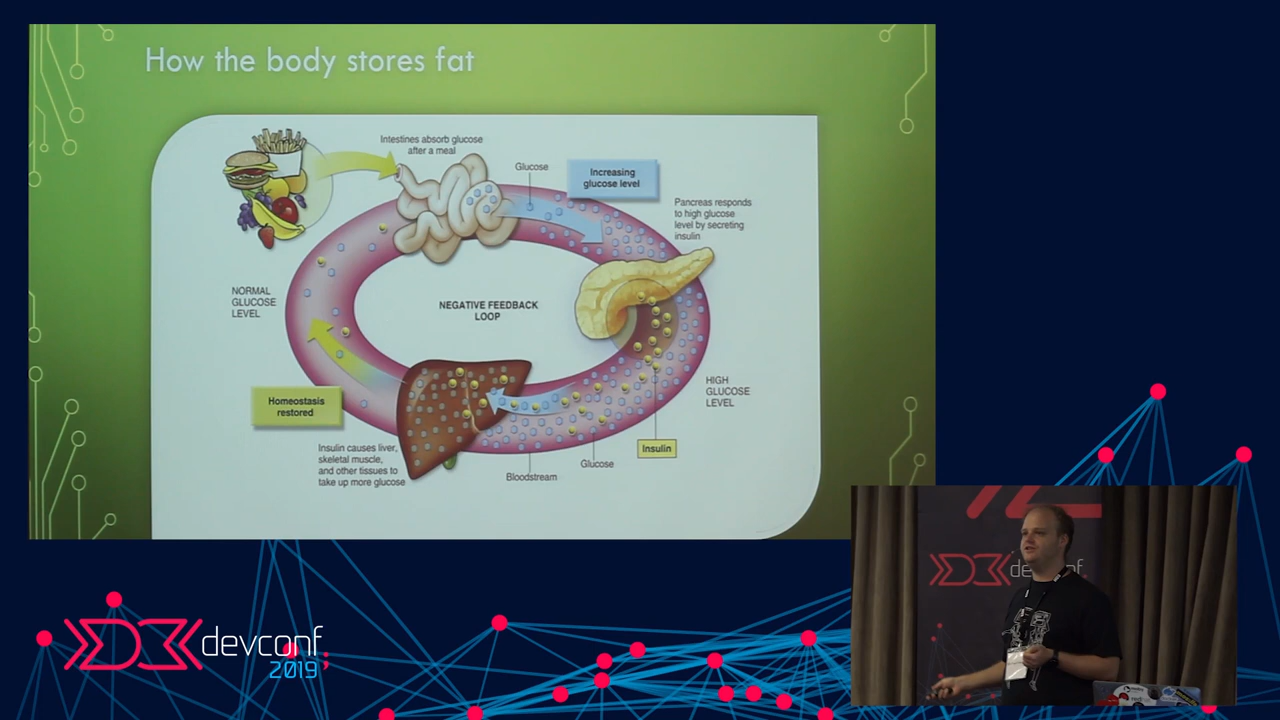 How the body stores fat
Intestines absorb glucose
after a meal
Glucose
Increasing
glucose level
Pancreas responds
to high glucose
level by secreting
insulin
NORMAL
GLUCOSE
LEVEL
NEGATIVE FEEDBACK
LOOP
HIGH
GLUCOSE
LEVEL
Homeostasis
restored
Insulin causes liver,
skeletal muscle,
and other tissues to
take up more glucose
Bloodstream
Glucose
Insulin
devconf
2019;
devconf.